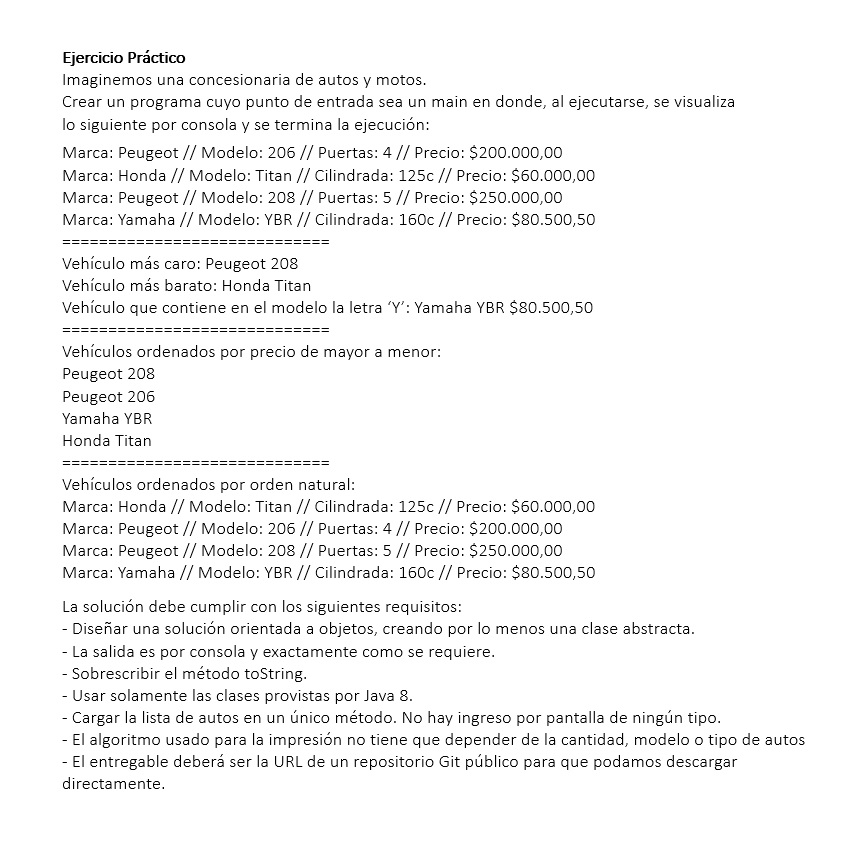 Ejercicio Práctico
Imaginemos una concesionaria de autos y motos.
Crear un programa cuyo punto de entrada sea un main en donde, al ejecutarse, se visualiza
lo siguiente por consola y se termina la ejecución:
Marca: Peugeot // Modelo: 206 // Puertas: 4 // Precio: $200.000,00
Marca: Honda // Modelo: Titan // Cilindrada: 125c // Precio: $60.000,00
Marca: Peugeot // Modelo: 208 // Puertas: 5 // Precio: $250.000,00
Marca: Yamaha // Modelo: YBR // Cilindrada: 160c // Precio: $80.500,50
=============================
Vehículo más caro: Peugeot 208
Vehículo más barato: Honda Titan
Vehículo que contiene en el modelo la letra ‘Y’: Yamaha YBR $80.500,50
=============================
Vehículos ordenados por precio de mayor a menor:
Peugeot 208
Peugeot 206
Yamaha YBR
Honda Titan
=============================
Vehículos ordenados por orden natural:
Marca: Honda // Modelo: Titan // Cilindrada: 125c // Precio: $60.000,00
Marca: Peugeot // Modelo: 206 // Puertas: 4 // Precio: $200.000,00
Marca: Peugeot // Modelo: 208 // Puertas: 5 // Precio: $250.000,00
Marca: Yamaha // Modelo: YBR // Cilindrada: 160c // Precio: $80.500,50
La solución debe cumplir con los siguientes requisitos:
- Diseñar una solución orientada a objetos, creando por lo menos una clase abstracta.
- La salida es por consola y exactamente como se requiere.
- Sobrescribir el método toString.
- Usar solamente las clases provistas por Java 8.
- Cargar la lista de autos en un único método. No hay ingreso por pantalla de ningún tipo.
- El algoritmo usado para la impresión no tiene que depender de la cantidad, modelo o tipo de autos
- El entregable deberá ser la URL de un repositorio Git público para que podamos descargar
directamente.